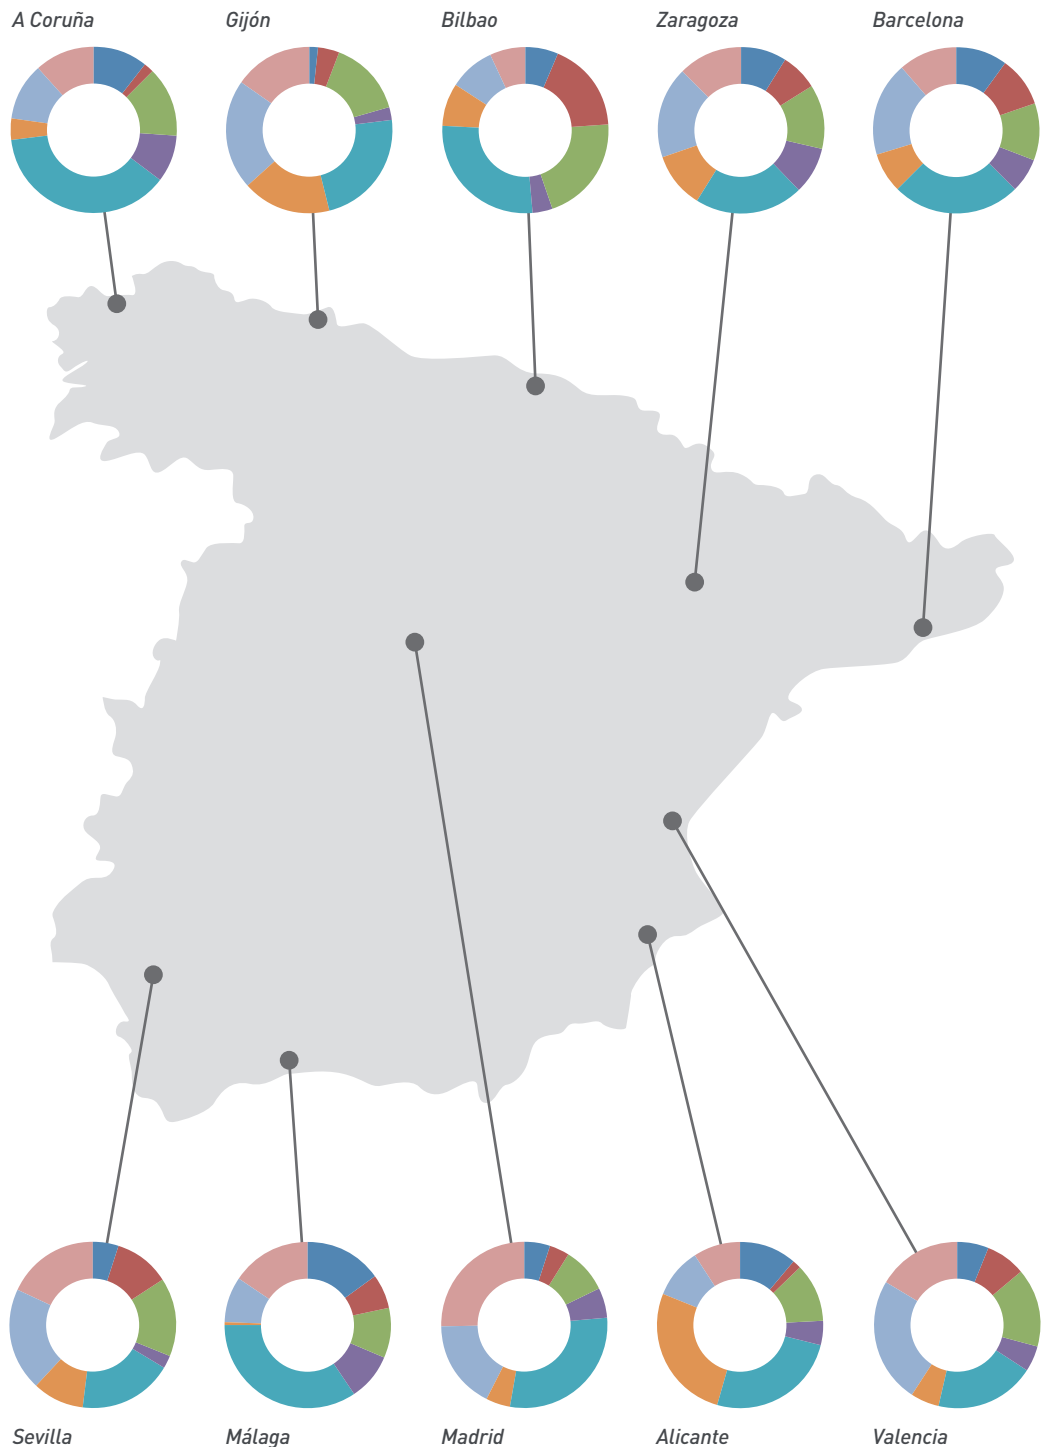 A Coruña
Gijón
Bilbao
Zaragoza
Barcelona
Sevilla
Málaga
Madrid
Alicante
Valencia